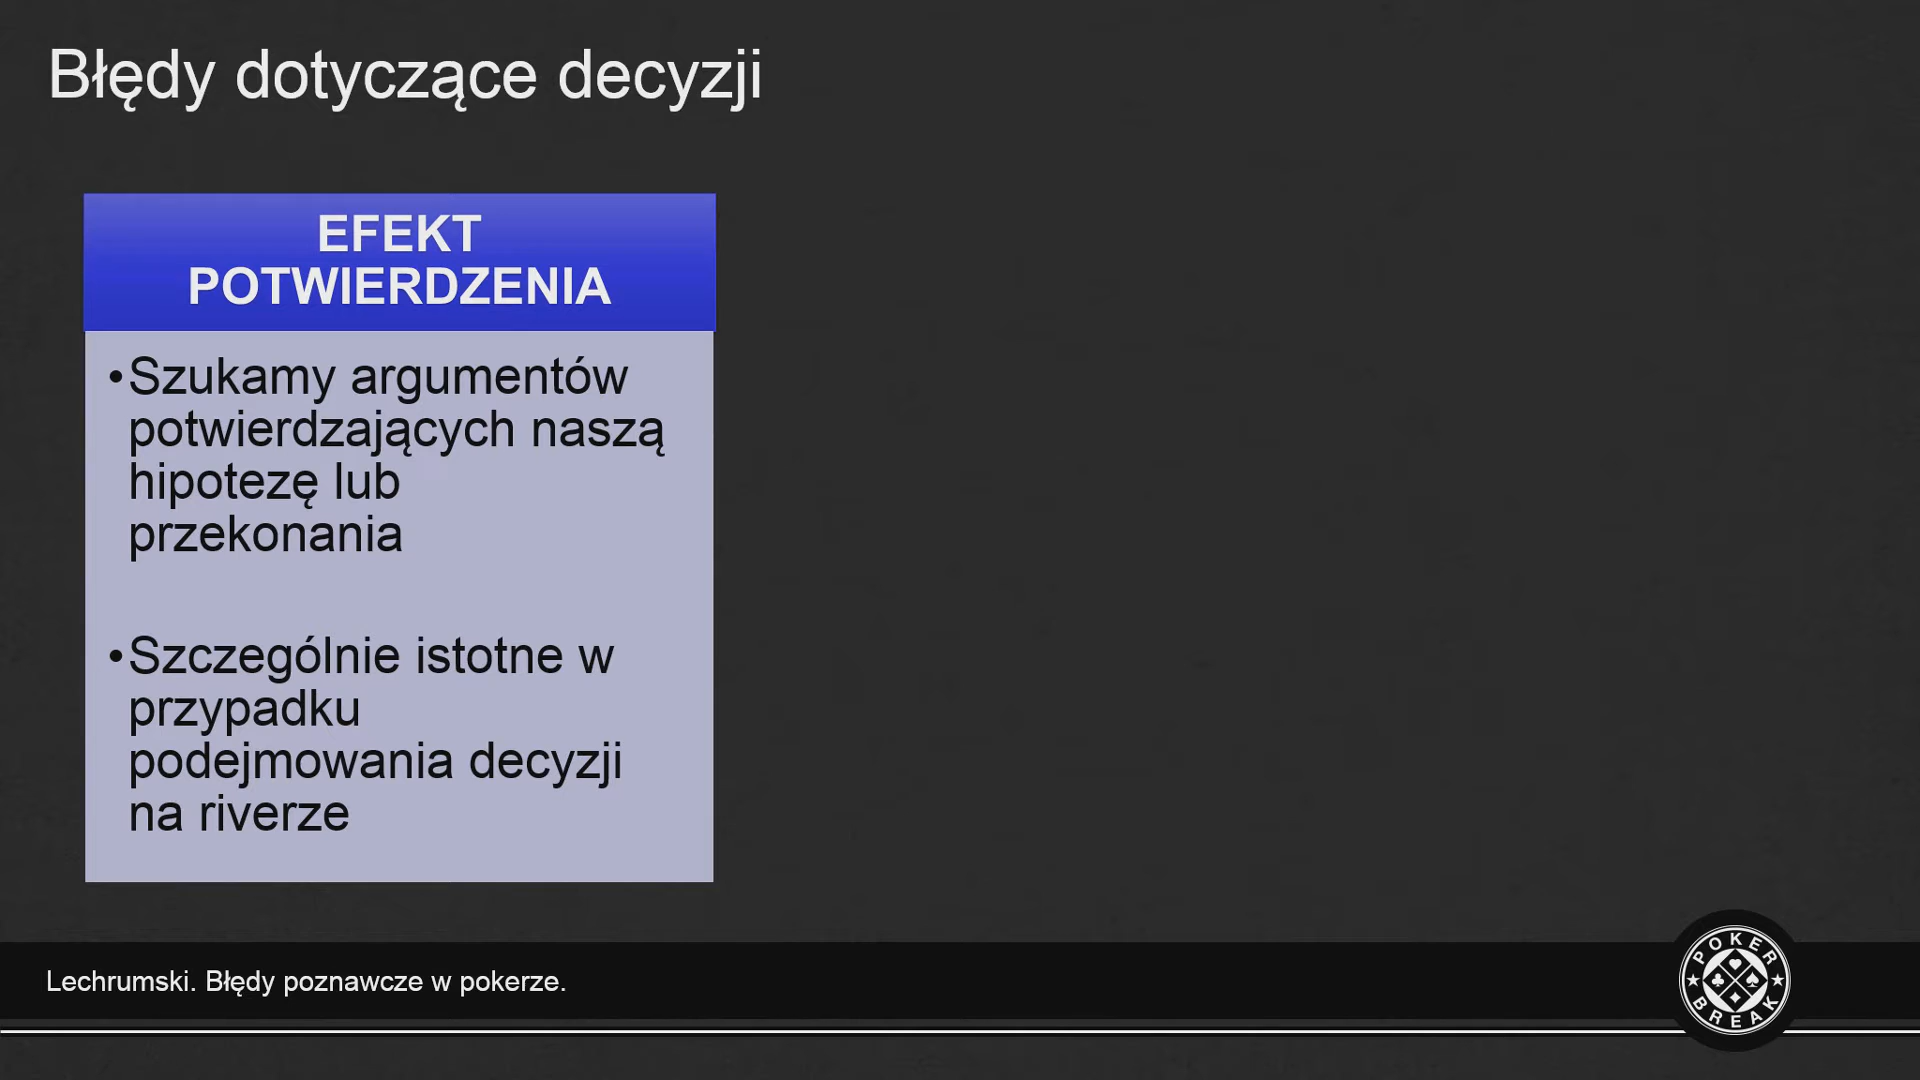 Błędy dotyczące decyzji
EFEKT
POTWIERDZENIA
•Szukamy argumentów
potwierdzających naszą
hipotezę lub
przekonania
•Szczególnie istotne w
przypadku
podejmowania decyzji
na riverze
Lechrumski. Błędy poznawcze w pokerze.
POKER
BREAK